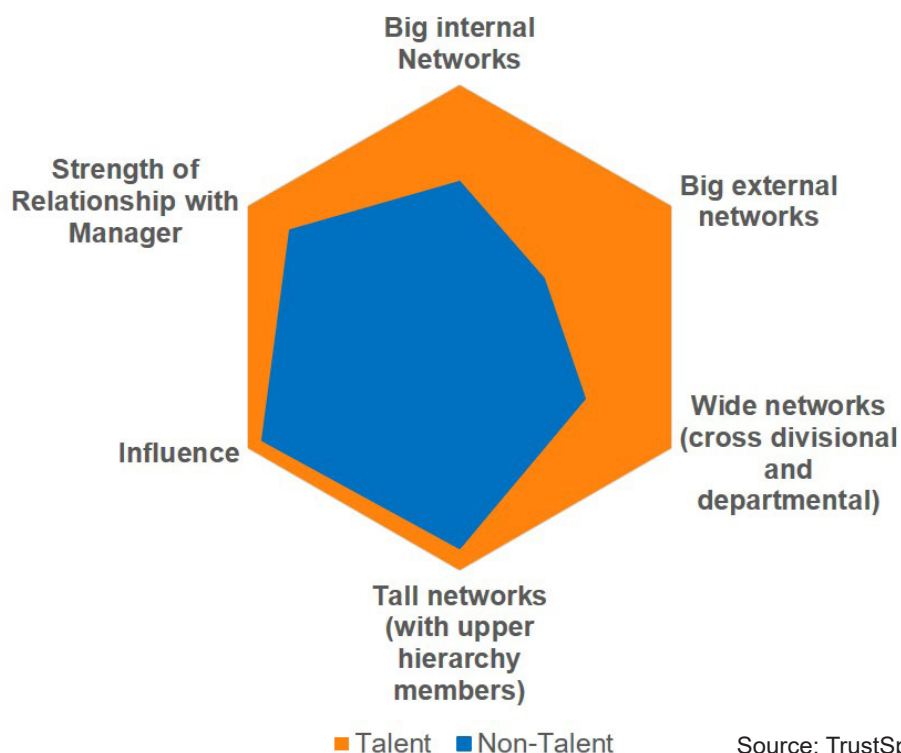 Big internal
Networks
Strength of
Relationship with
Manager
Big external
networks
Influence
Wide networks
(cross divisional
and
departmental)
Tall networks
(with upper
hierarchy
members)
Talent Non-Talent
Source: TrustSp